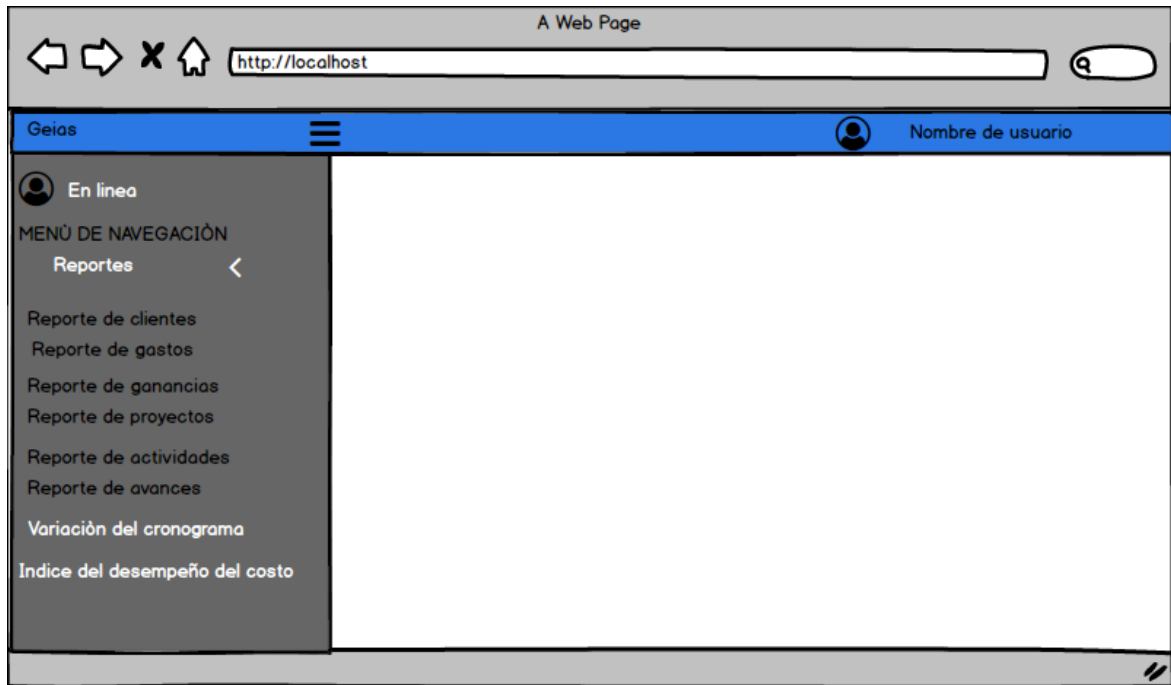 A Web Page
http://localhost
Geias
Nombre de usuario
En linea
MENÙ DE NAVEGACIÒN
Reportes
Reporte de clientes
Reporte de gastos
Reporte de ganancias
Reporte de proyectos
Reporte de actividades
Reporte de avances
Variaciòn del cronograma
Indice del desempeño del costo